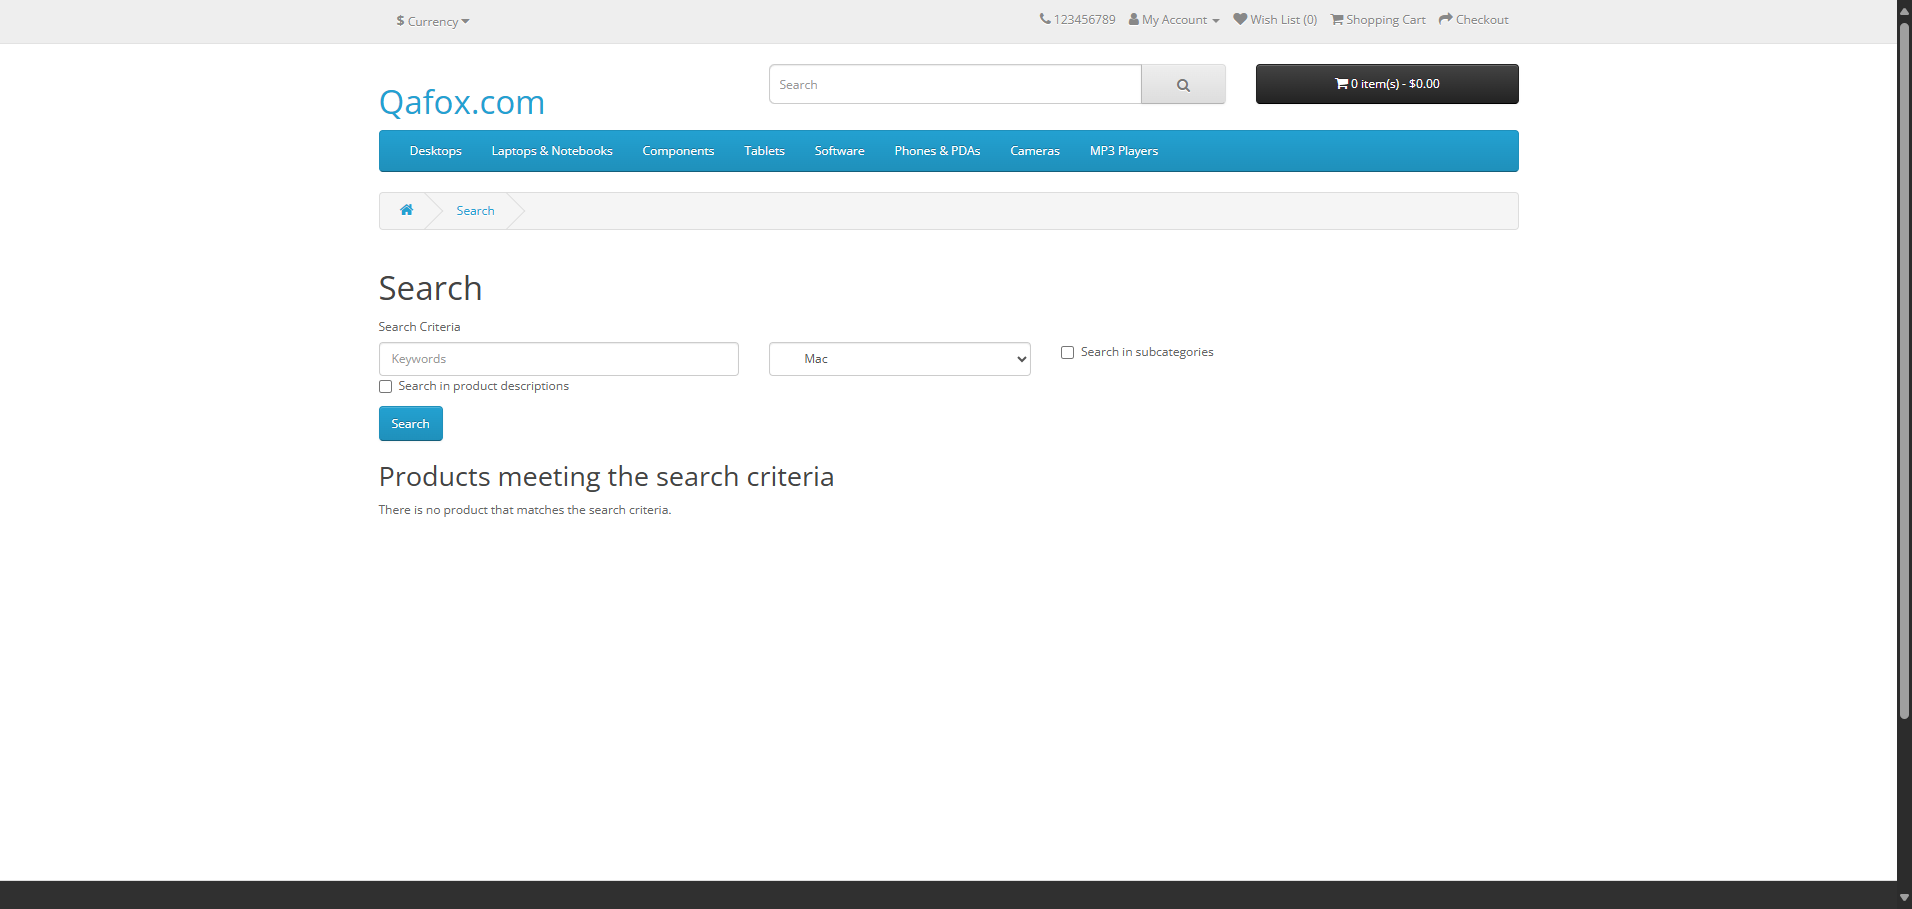 $ Currency
123456789 My Account Wish List (0) Shopping Cart Checkout
Qafox.com
Search
0 item(s) - $0.00
Desktops Laptops & Notebooks Components Tablets Software Phones & PDAs Cameras MP3 Players
Search
Search
Search Criteria
Keywords
Mac
Search in subcategories
Search in product descriptions
Search
Products meeting the search criteria
There is no product that matches the search criteria.